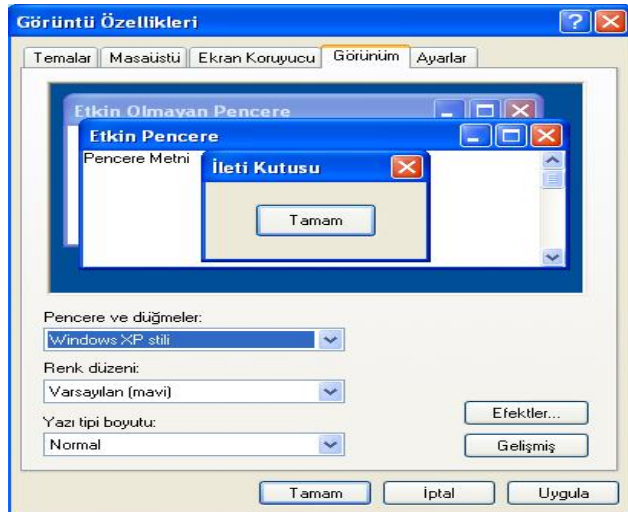 Görüntü Özellikleri
Temalar Masaüstü Ekran Koruyucu Görünüm Ayarlar
Etkin Olmayan Pencere
Etkin Pencere
Pencere Metni
İleti Kutusu
Tamam
Pencere ve düğmeler:
Windows XP stili
Renk düzeni:
Varsayılan (mavi)
Yazı tipi boyutu:
Normal
Efektler...
Gelişmiş
Tamam İptal Uygula